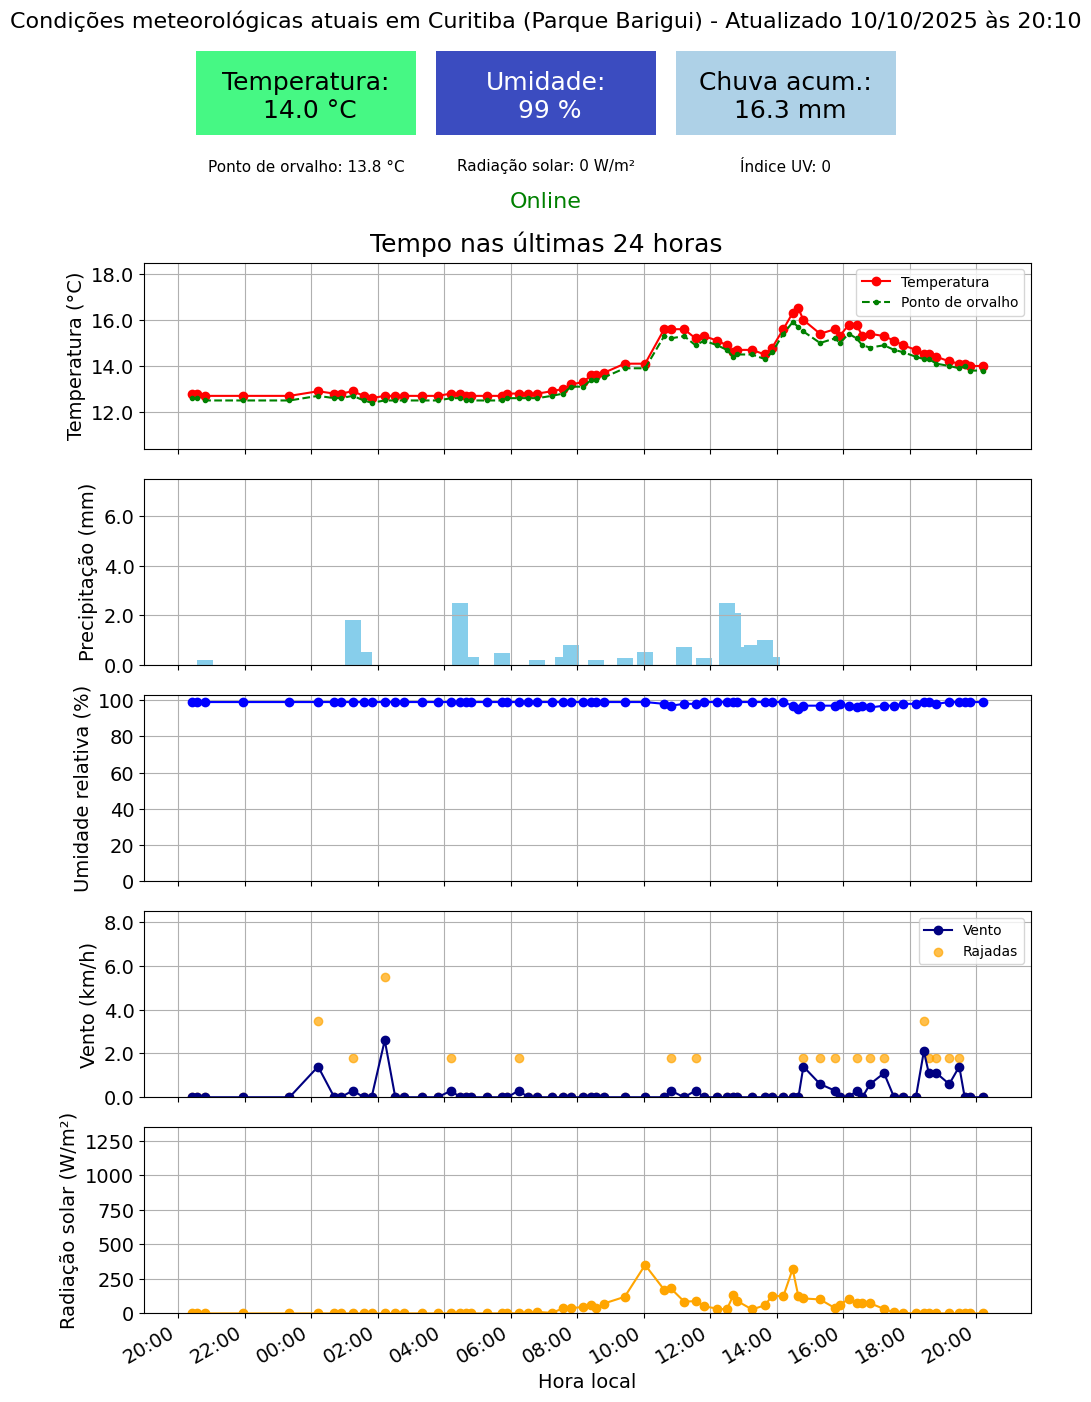 Condições meteorológicas atuais em Curitiba (Parque Barigui) - Atualizado 10/10/2025 às 20:10
Temperatura:
14.0 °C
Umidade:
99 %
Chuva acum.:
16.3 mm
Ponto de orvalho: 13.8 °C
Radiação solar: 0 W/m²
Índice UV: 0
Online
Tempo nas últimas 24 horas
Temperatura (°C)
18.0
16.0
14.0
12.0
Temperatura
Ponto de orvalho
Precipitação (mm)
6.0
4.0
2.0
0.0
Umidade relativa (%)
100
80
60
40
20
0
Vento (km/h)
8.0
6.0
4.0
2.0
0.0
Vento
Rajadas
Radiação solar (W/m²)
1250
1000
750
500
250
0
20:00
22:00
00:00
02:00
04:00
06:00
08:00
10:00
12:00
14:00
16:00
18:00
20:00
Hora local